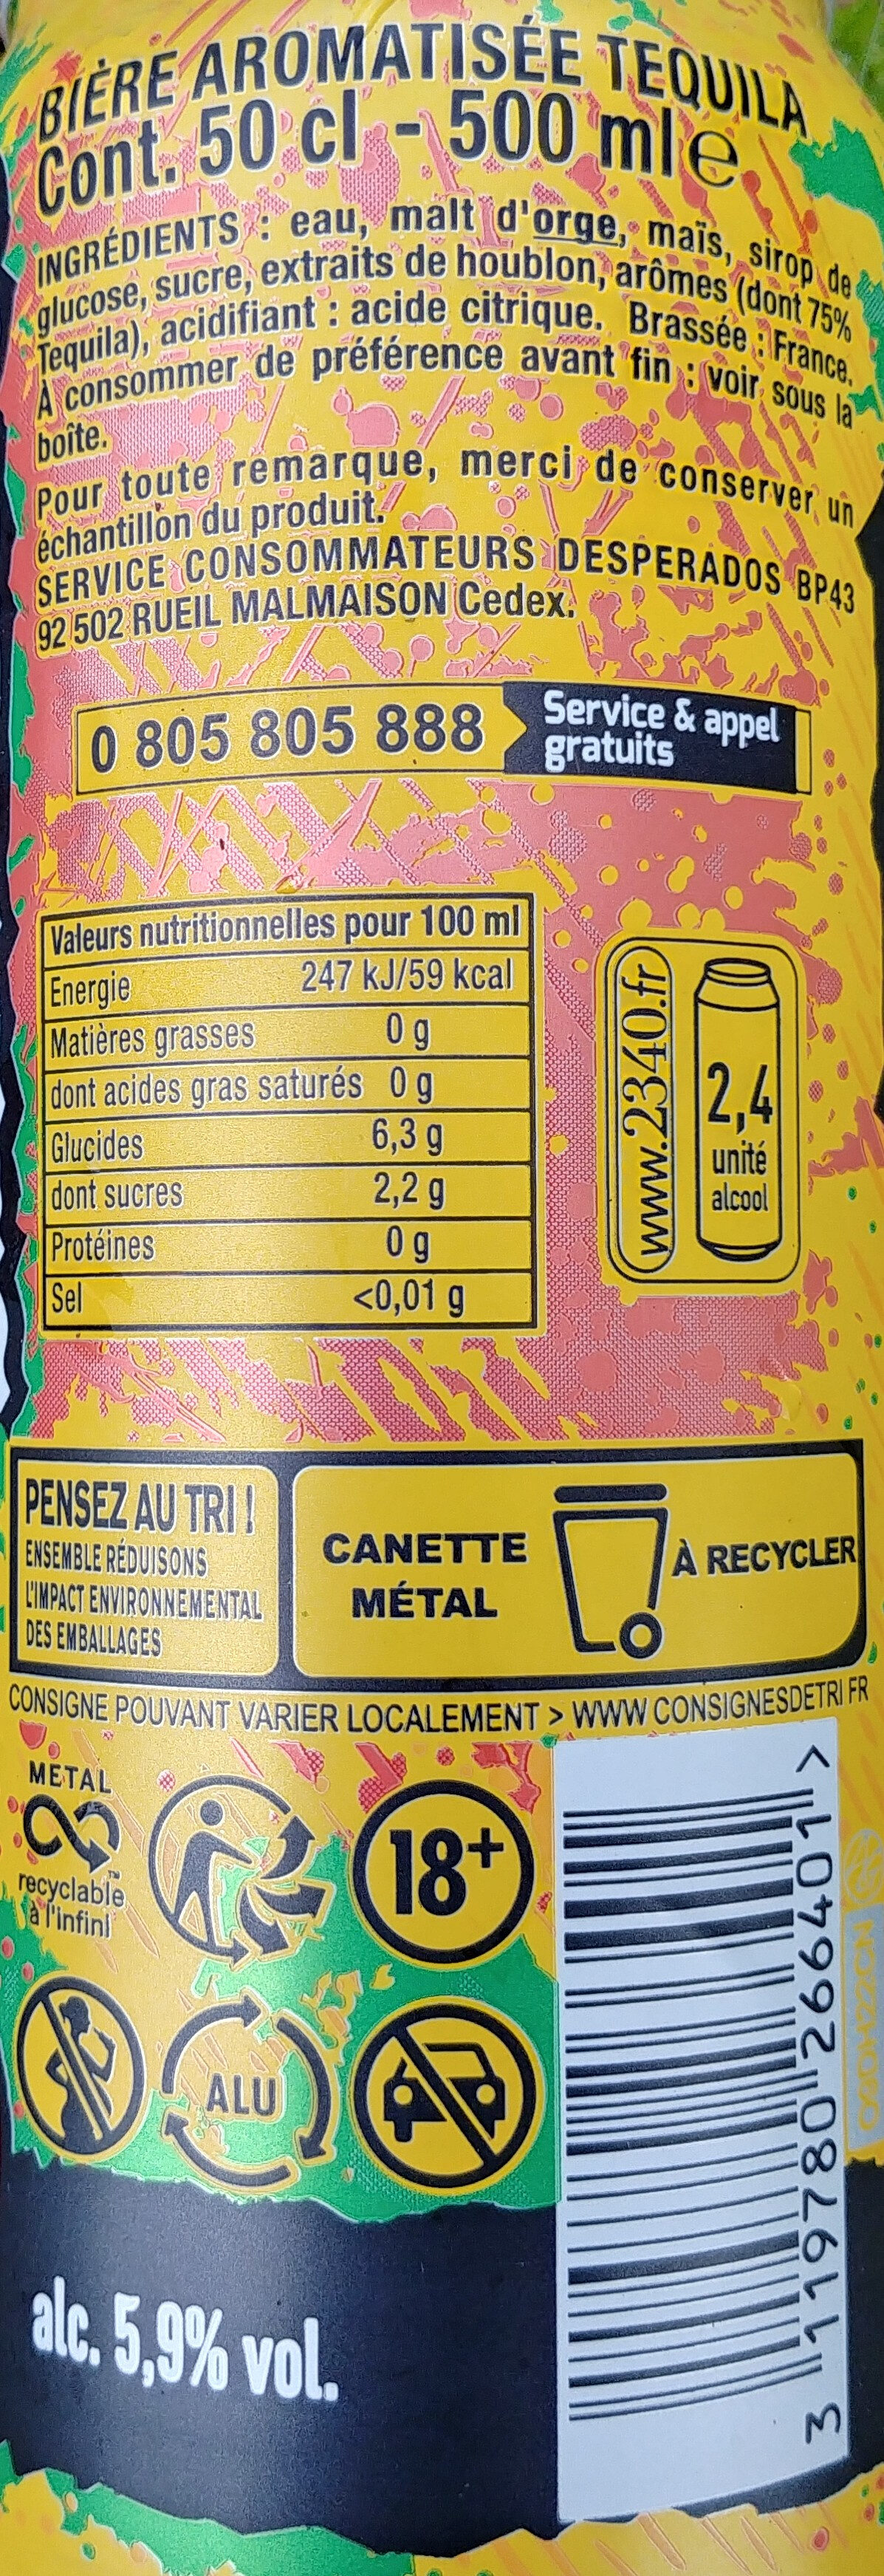 BIÈRE AROMATISÉE TEQUILA
Cont. 50 cl - 500 ml e
INGRÉDIENTS : eau, malt d'orge, maïs, sirop de
glucose, sucre, extraits de houblon, arômes (dont 75%
Tequila), acidifiant : acide citrique. Brassée : France.
À consommer de préférence avant fin : voir sous la
boîte.
Pour toute remarque, merci de conserver un
échantillon du produit.
SERVICE CONSOMMATEURS DESPERADOS BP43
92 502 RUEIL MALMAISON Cedex.
0 805 805 888
Service & appel
gratuits
Valeurs nutritionnelles pour 100 ml
Energie 247 kJ/59 kcal
Matières grasses 0 g
dont acides gras saturés 0 g
Glucides 6,3 g
dont sucres 2,2 g
Protéines 0 g
Sel <0,01 g
www.2340.fr
2,4
unité
alcool
PENSEZ AU TRI !
ENSEMBLE RÉDUISONS
L'IMPACT ENVIRONNEMENTAL
DES EMBALLAGES
CANETTE
MÉTAL
À RECYCLER
CONSIGNE POUVANT VARIER LOCALEMENT > WWW CONSIGNESDETRI FR
METAL
recyclable™
à l'infini
18+
ALU
3 119780 266401 >
alc. 5,9% vol.